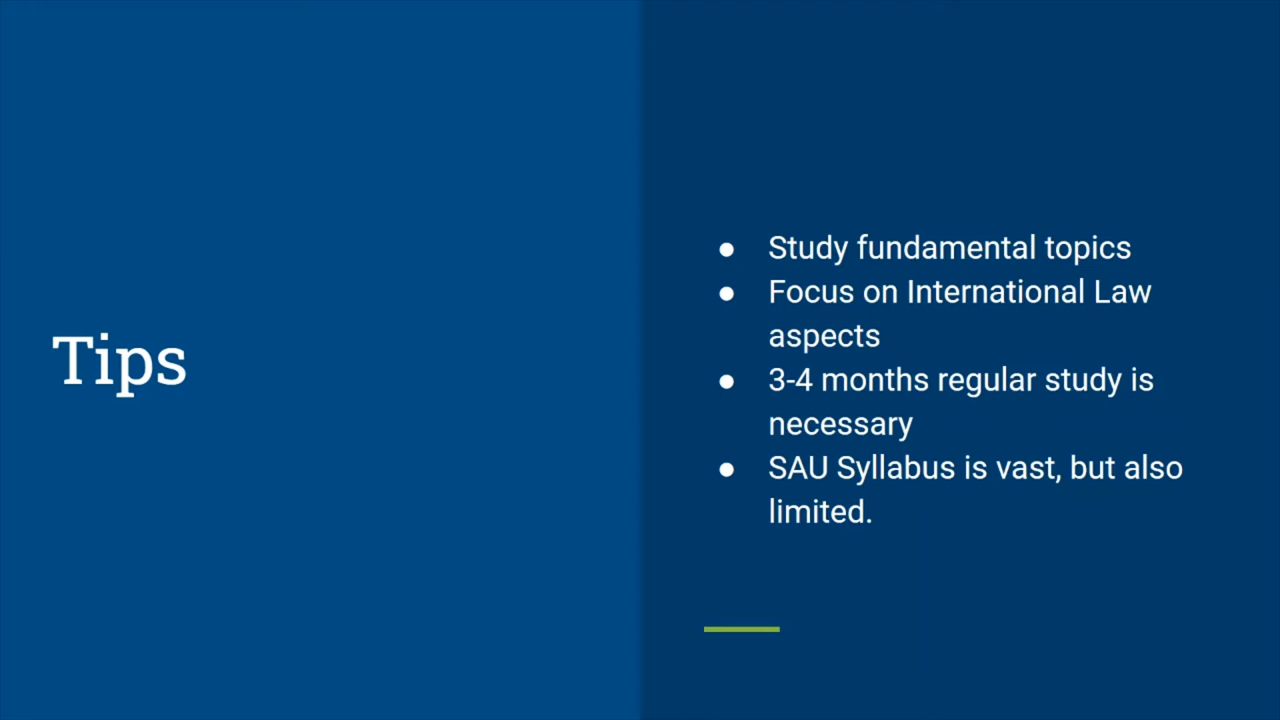 Tips
● Study fundamental topics
● Focus on International Law
aspects
● 3-4 months regular study is
necessary
● SAU Syllabus is vast, but also
limited.